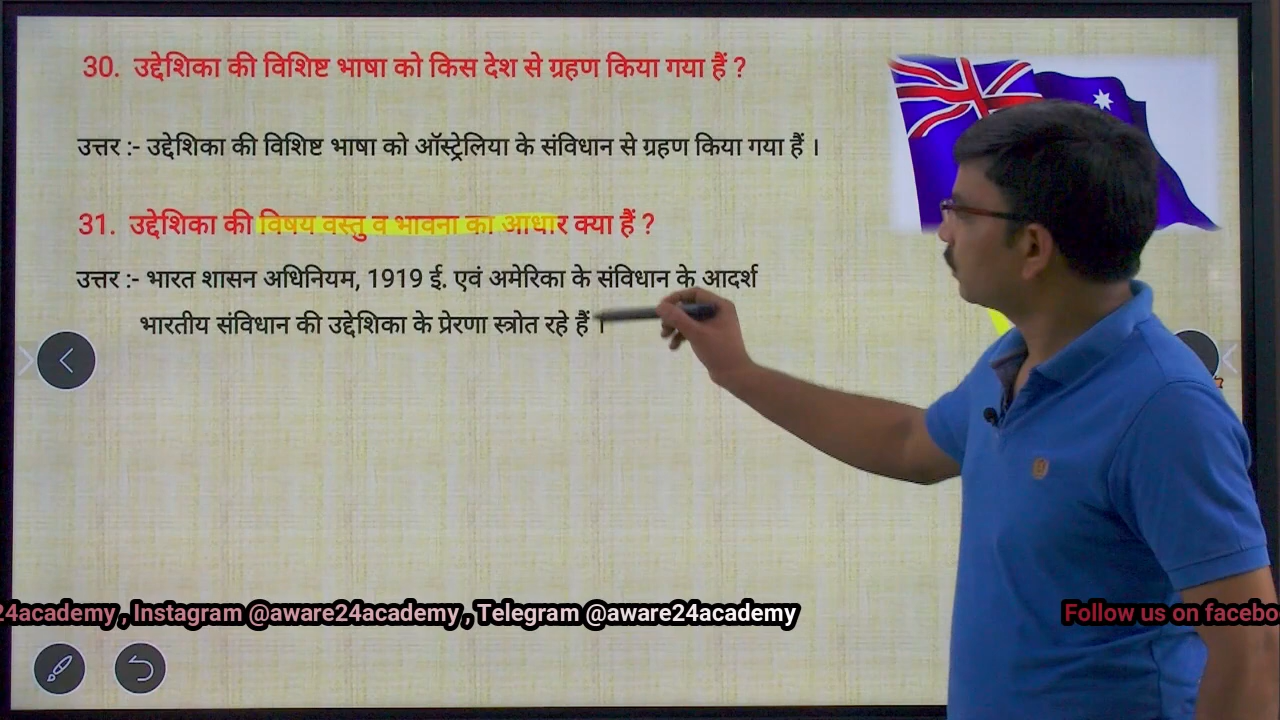 30. उद्देशिका की विशिष्ट भाषा को किस देश से ग्रहण किया गया हैं ?
उत्तर :- उद्देशिका की विशिष्ट भाषा को ऑस्ट्रेलिया के संविधान से ग्रहण किया गया हैं ।
31. उद्देशिका की विषय वस्तु व भावना का आधार क्या हैं ?
उत्तर :- भारत शासन अधिनियम, 1919 ई. एवं अमेरिका के संविधान के आदर्श
भारतीय संविधान की उद्देशिका के प्रेरणा स्त्रोत रहे हैं ।
24academy , Instagram @aware24academy , Telegram @aware24academy
Follow us on facebo